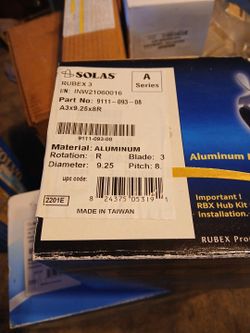 SOLAS
A
Series
RUBEX 3
I/N: INW21060016
Part No: 9111-093-08
A3x9.25x8R
9111-093-08
Material: ALUMINUM
Rotation: R Blade: 3
Diameter: 9.25 Pitch: 8.
upc code:
8 24375 05319 1
2201E
MADE IN TAIWAN
Aluminum
Important !
RBX Hub Kit
installation
RUBEX Pro